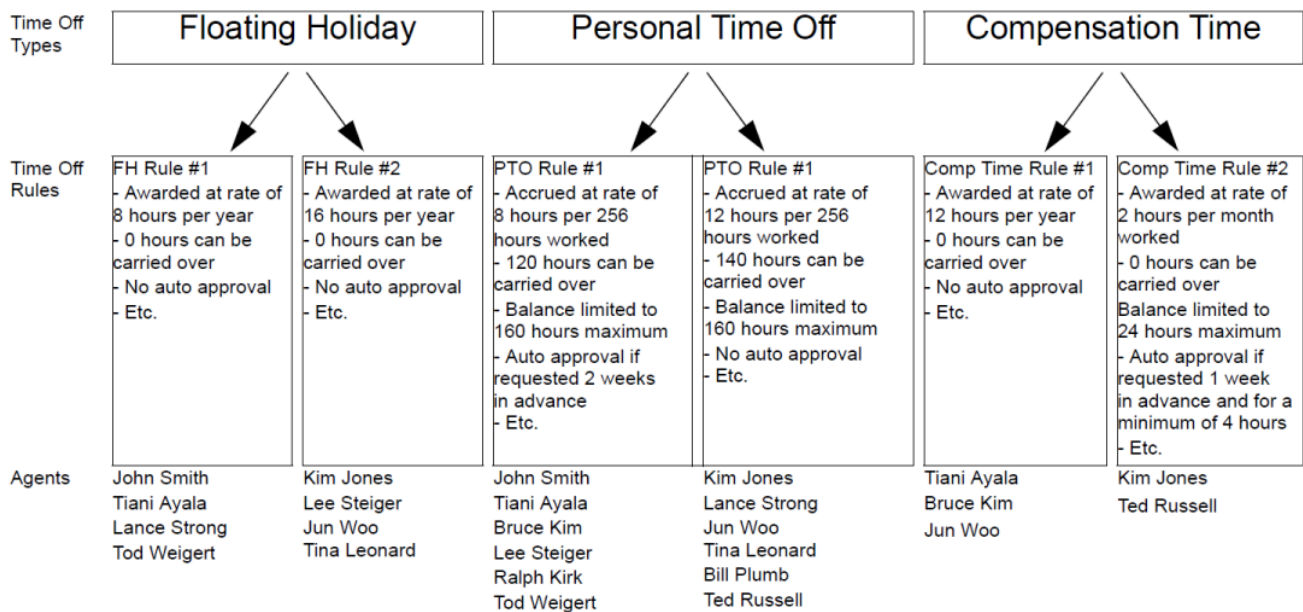 Time Off
Types
Floating Holiday
Personal Time Off
Compensation Time
Time Off
Rules
FH Rule #1
- Awarded at rate of
8 hours per year
- 0 hours can be
carried over
- No auto approval
- Etc.
FH Rule #2
- Awarded at rate of
16 hours per year
- 0 hours can be
carried over
- No auto approval
- Etc.
PTO Rule #1
- Accrued at rate of
8 hours per 256
hours worked
- 120 hours can be
carried over
- Balance limited to
160 hours maximum
- Auto approval if
requested 2 weeks
in advance
- Etc.
PTO Rule #1
- Accrued at rate of
12 hours per 256
hours worked
- 140 hours can be
carried over
- Balance limited to
160 hours maximum
- No auto approval
- Etc.
Comp Time Rule #1
- Awarded at rate of
12 hours per year
- 0 hours can be
carried over
- No auto approval
- Etc.
Comp Time Rule #2
- Awarded at rate of
2 hours per month
worked
- 0 hours can be
carried over
Balance limited to
24 hours maximum
- Auto approval if
requested 1 week
in advance and for a
minimum of 4 hours
- Etc.
Agents
John Smith
Tiani Ayala
Lance Strong
Tod Weigert
Kim Jones
Lee Steiger
Jun Woo
Tina Leonard
John Smith
Tiani Ayala
Bruce Kim
Lee Steiger
Ralph Kirk
Tod Weigert
Kim Jones
Lance Strong
Jun Woo
Tina Leonard
Bill Plumb
Ted Russell
Tiani Ayala
Bruce Kim
Jun Woo
Kim Jones
Ted Russell